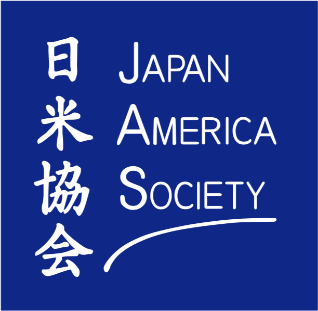 日米協会
JAPAN
AMERICA
SOCIETY